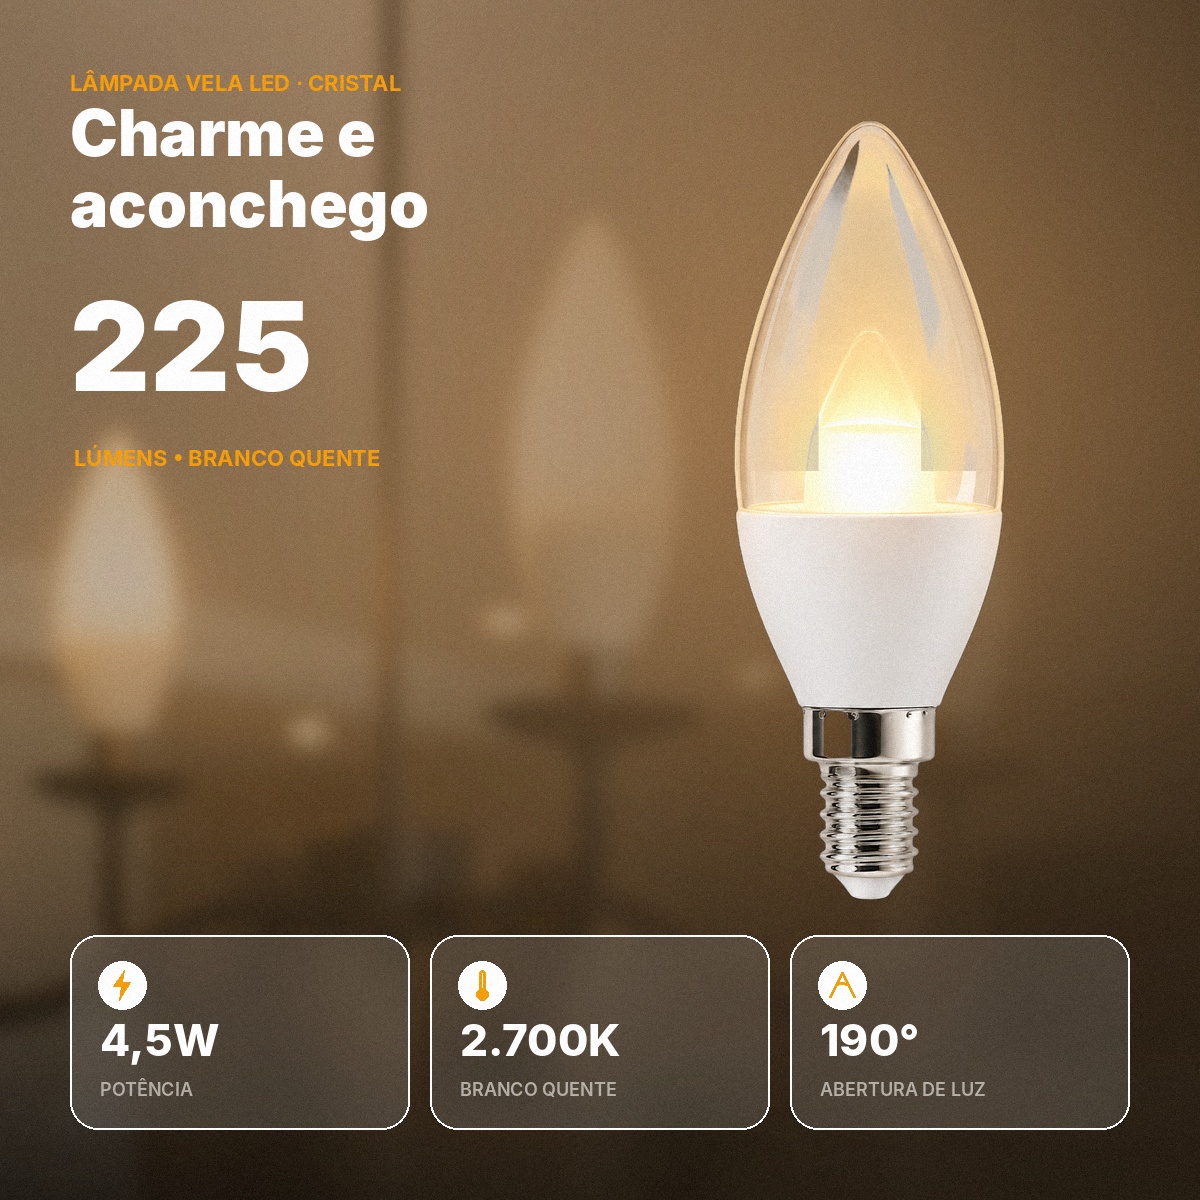 LÂMPADA VELA LED · CRISTAL
Charme e
aconchego
225
LÚMENS • BRANCO QUENTE
4,5W
POTÊNCIA
2.700K
BRANCO QUENTE
190°
ABERTURA DE LUZ